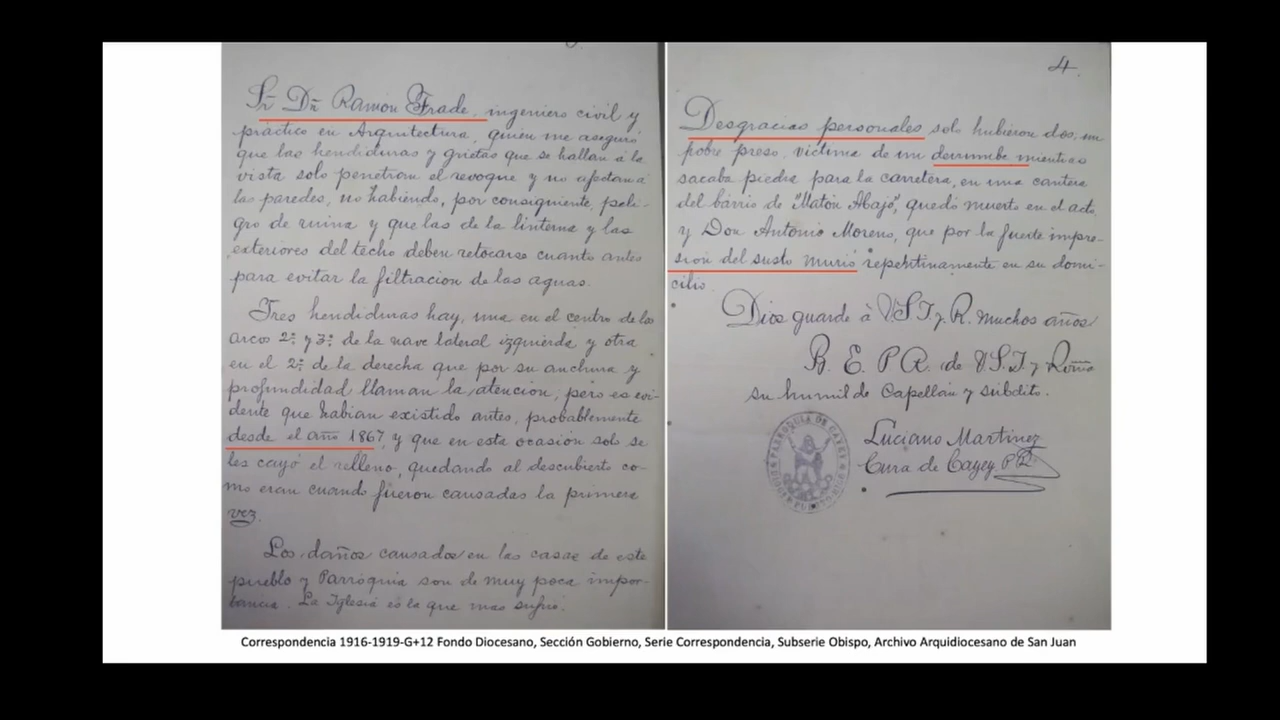 Sr. Dn. Ramón Frade, ingeniero civil y
práctico en Arquitectura, quien me aseguró
que las hendiduras y grietas que se hallan á la
vista solo penetran el revoque y no afectan á
las paredes, no habiendo, por consiguiente, peli-
gro de ruina y que las de la linterna y las
exteriores del techo deben retocarse cuanto antes
para evitar la filtracion de las aguas.
Tres hendiduras hay, una en el centro de los
arcos 2º y 3º de la nave lateral izquierda y otra
en el 2º de la derecha que por su anchura y
profundidad llaman la atencion; pero es evi-
dente que habian existido antes, probablemente
desde el año 1867, y que en este ocasión solo se
les cayó el relleno, quedando al descubierto co-
mo eran cuando fueron causadas la primera
vez.
Los daños causados en las casas de este
pueblo y Parroquia son de muy poca impor-
tancia. La Iglesia es la que mas sufrió.
4.
Desgracias personales solo hubieron dos: un
pobre preso, victima de un derrumbe mientras
sacaba piedra para la carretera, en una cantera
del bárrio de "Matón Abajo", quedó muerto en el acto,
y Don Antonio Moreno, que por la fuerte impre-
sión del susto murió repentinamente en su domi-
cilio.
Dios guarde à V.S.I. y R. muchos años
B. E. P. A. de V.S.I. y Rvma
su humilde Capellán y subdito.
Luciano Martinez
Cura de Cayey
PARROQUIA DE CAYEY
PUERTO-RICO
Correspondencia 1916-1919-G+12 Fondo Diocesano, Sección Gobierno, Serie Correspondencia, Subserie Obispo, Archivo Arquidiocesano de San Juan